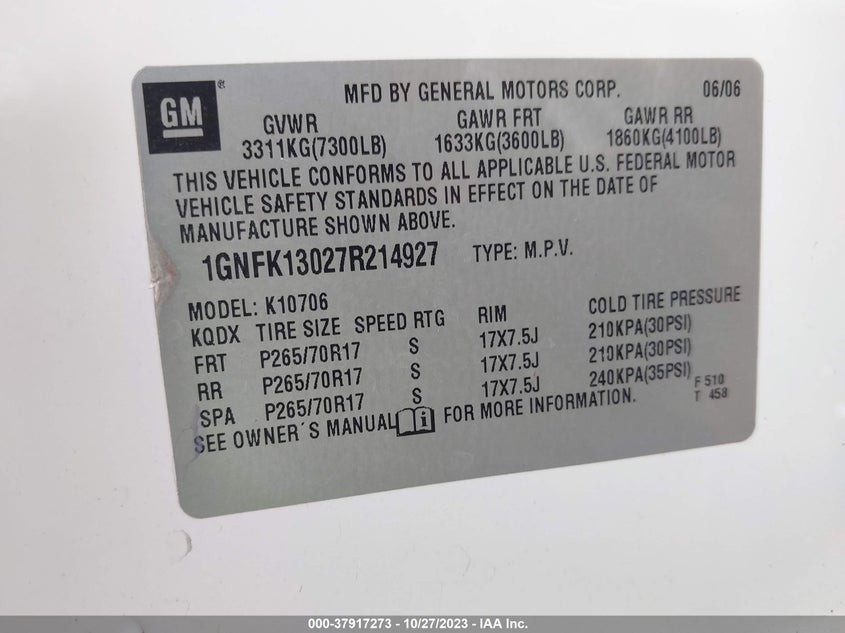 GM ®
MFD BY GENERAL MOTORS CORP. 06/06
GVWR GAWR FRT GAWR RR
3311KG(7300LB) 1633KG(3600LB) 1860KG(4100LB)
THIS VEHICLE CONFORMS TO ALL APPLICABLE U.S. FEDERAL MOTOR
VEHICLE SAFETY STANDARDS IN EFFECT ON THE DATE OF
MANUFACTURE SHOWN ABOVE.
1GNFK13027R214927 TYPE: M.P.V.
MODEL: K10706
KQDX TIRE SIZE SPEED RTG RIM COLD TIRE PRESSURE
FRT P265/70R17 S 17X7.5J 210KPA(30PSI)
RR P265/70R17 S 17X7.5J 210KPA(30PSI)
SPA P265/70R17 S 17X7.5J 240KPA(35PSI)
F 510
T 458
SEE OWNER´S MANUAL i FOR MORE INFORMATION.
000-37917273 - 10/27/2023 - IAA Inc.